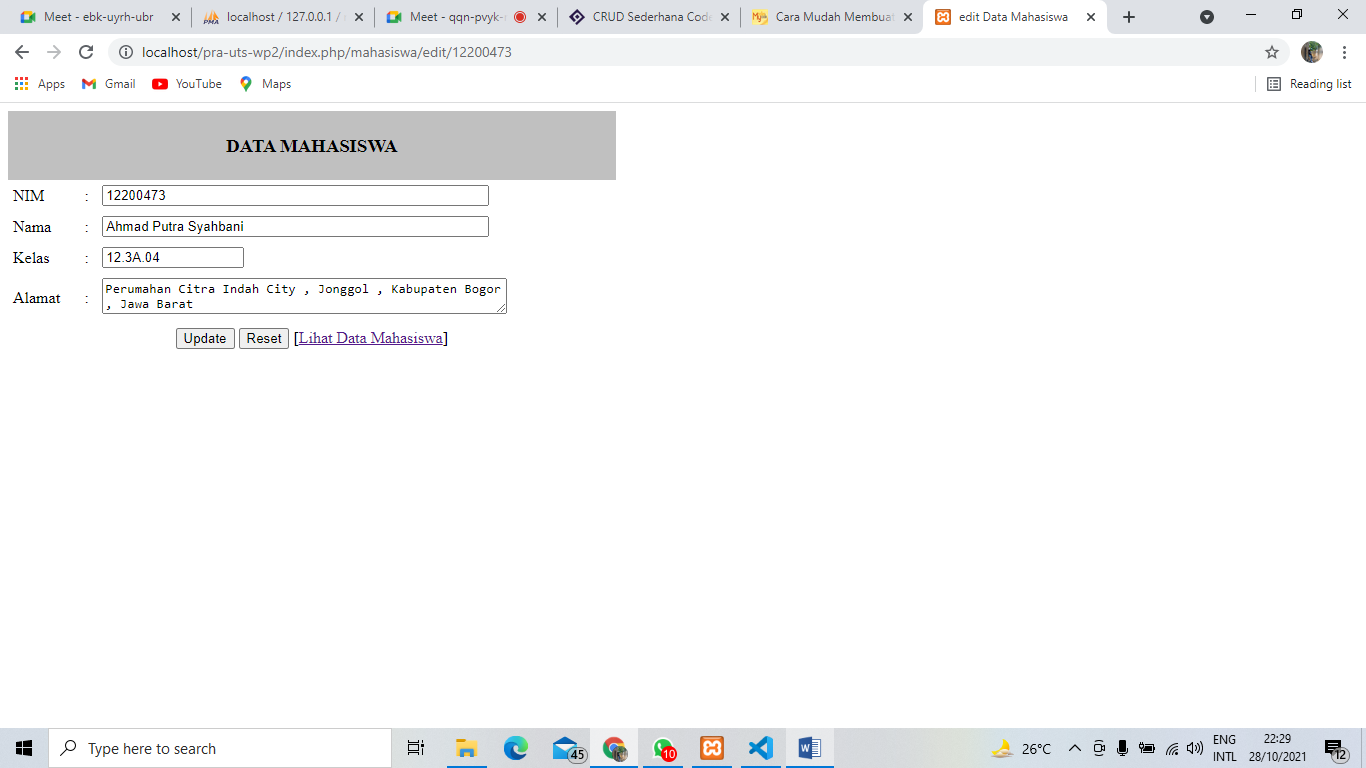 Meet - ebk-uyrh-ubr
localhost / 127.0.0.1 /
Meet - qqn-pvyk-
CRUD Sederhana Code
Cara Mudah Membuat
edit Data Mahasiswa
localhost/pra-uts-wp2/index.php/mahasiswa/edit/12200473
Apps
Gmail
YouTube
Maps
Reading list
DATA MAHASISWA
NIM : 12200473
Nama : Ahmad Putra Syahbani
Kelas : 12.3A.04
Alamat : Perumahan Citra Indah City , Jonggol , Kabupaten Bogor
, Jawa Barat
Update Reset [Lihat Data Mahasiswa]
Type here to search
45
10
26°C
ENG
INTL
22:29
28/10/2021
12